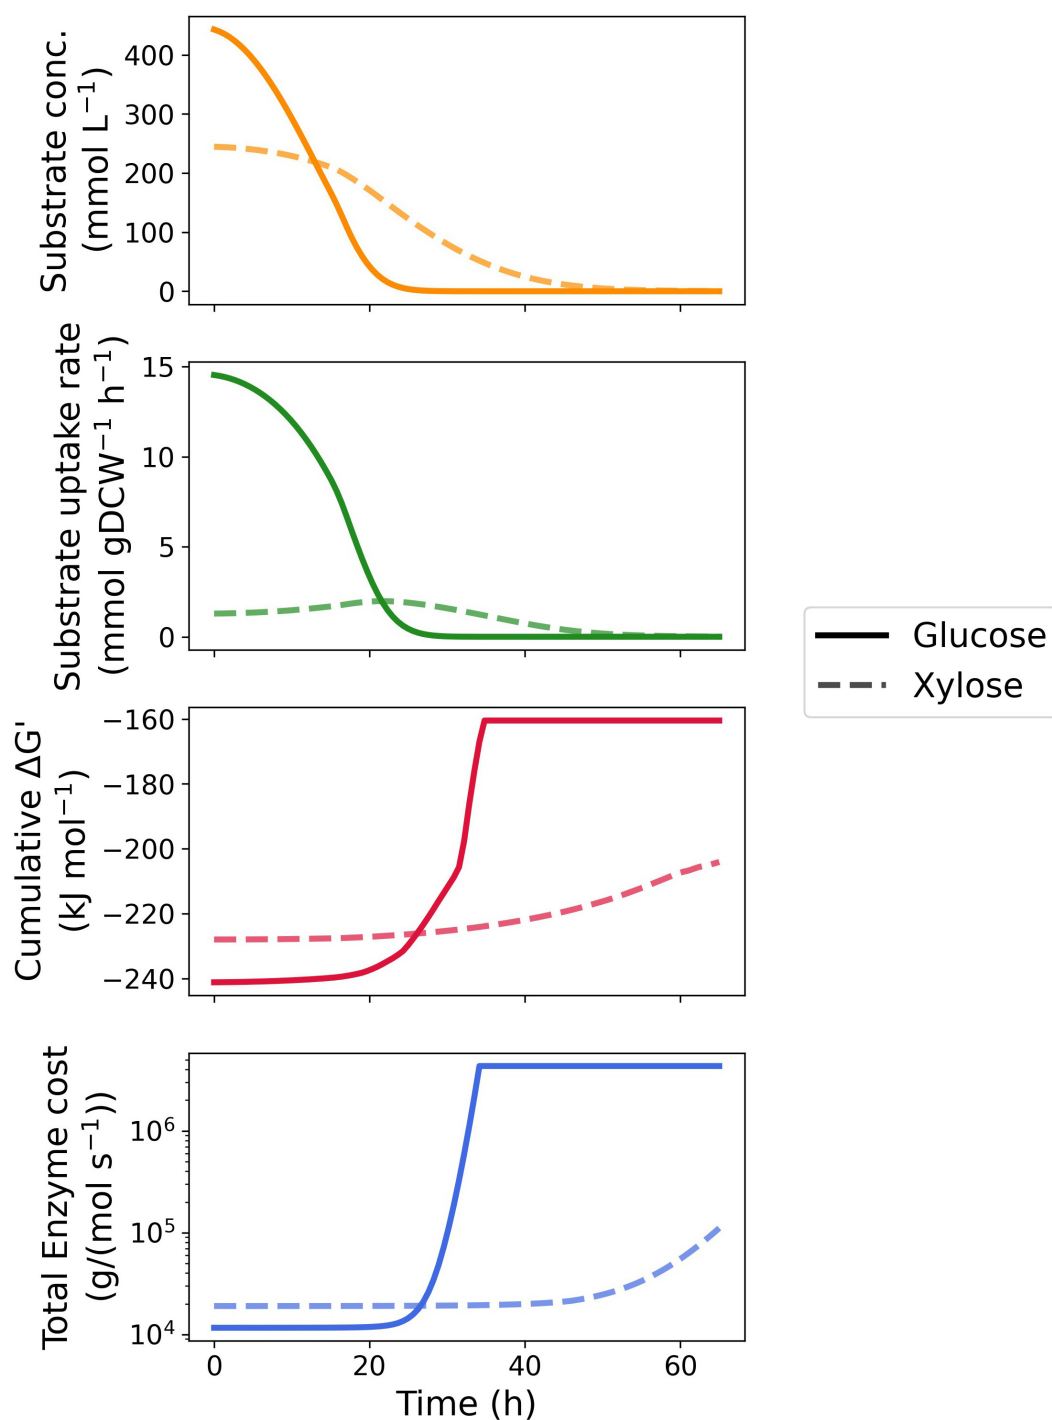 Substrate conc.
(mmol L⁻¹)
400
300
200
100
0
Substrate uptake rate
(mmol gDCW⁻¹ h⁻¹)
15
10
5
0
Glucose
Xylose
Cumulative ΔG'
(kJ mol⁻¹)
−160
−180
−200
−220
−240
Total Enzyme cost
(g/(mol s⁻¹))
10⁶
10⁵
10⁴
0 20 40 60
Time (h)